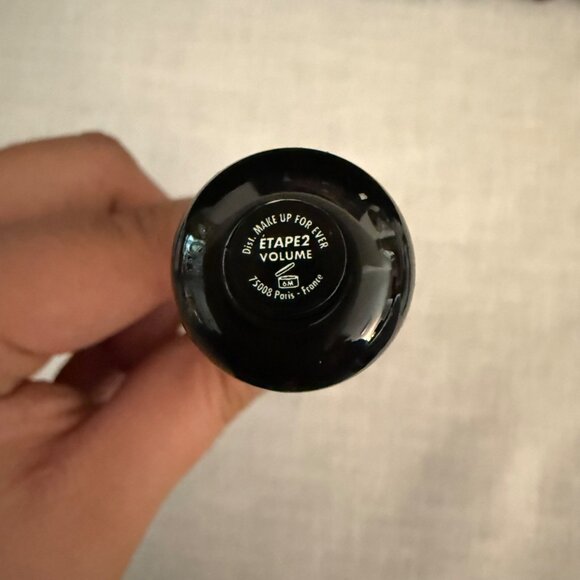 Dist. MAKE UP FOR EVER
ÉTAPE2
VOLUME
6M
75008 Paris - France